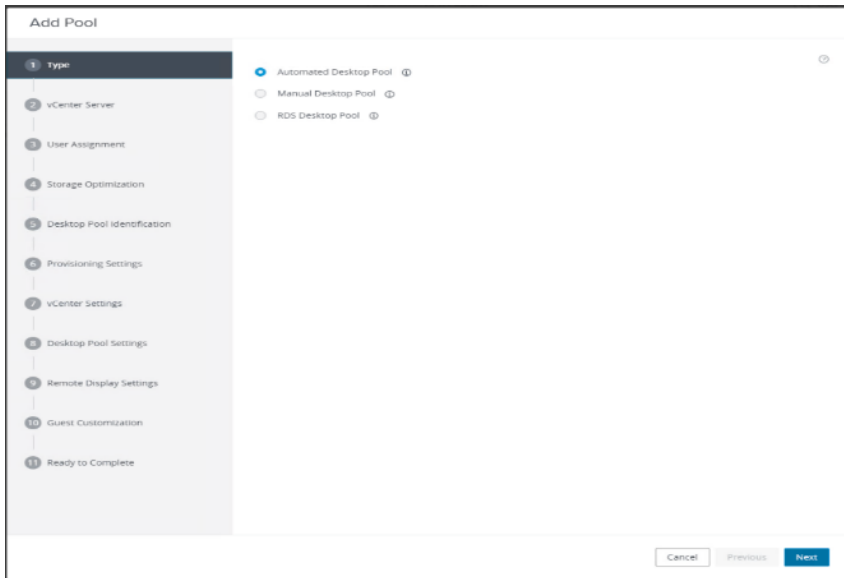 Add Pool
1 Type
2 vCenter Server
3 User Assignment
4 Storage Optimization
5 Desktop Pool Identification
6 Provisioning Settings
7 vCenter Settings
8 Desktop Pool Settings
9 Remote Display Settings
10 Guest Customization
11 Ready to Complete
Automated Desktop Pool
Manual Desktop Pool
RDS Desktop Pool
Cancel Previous Next